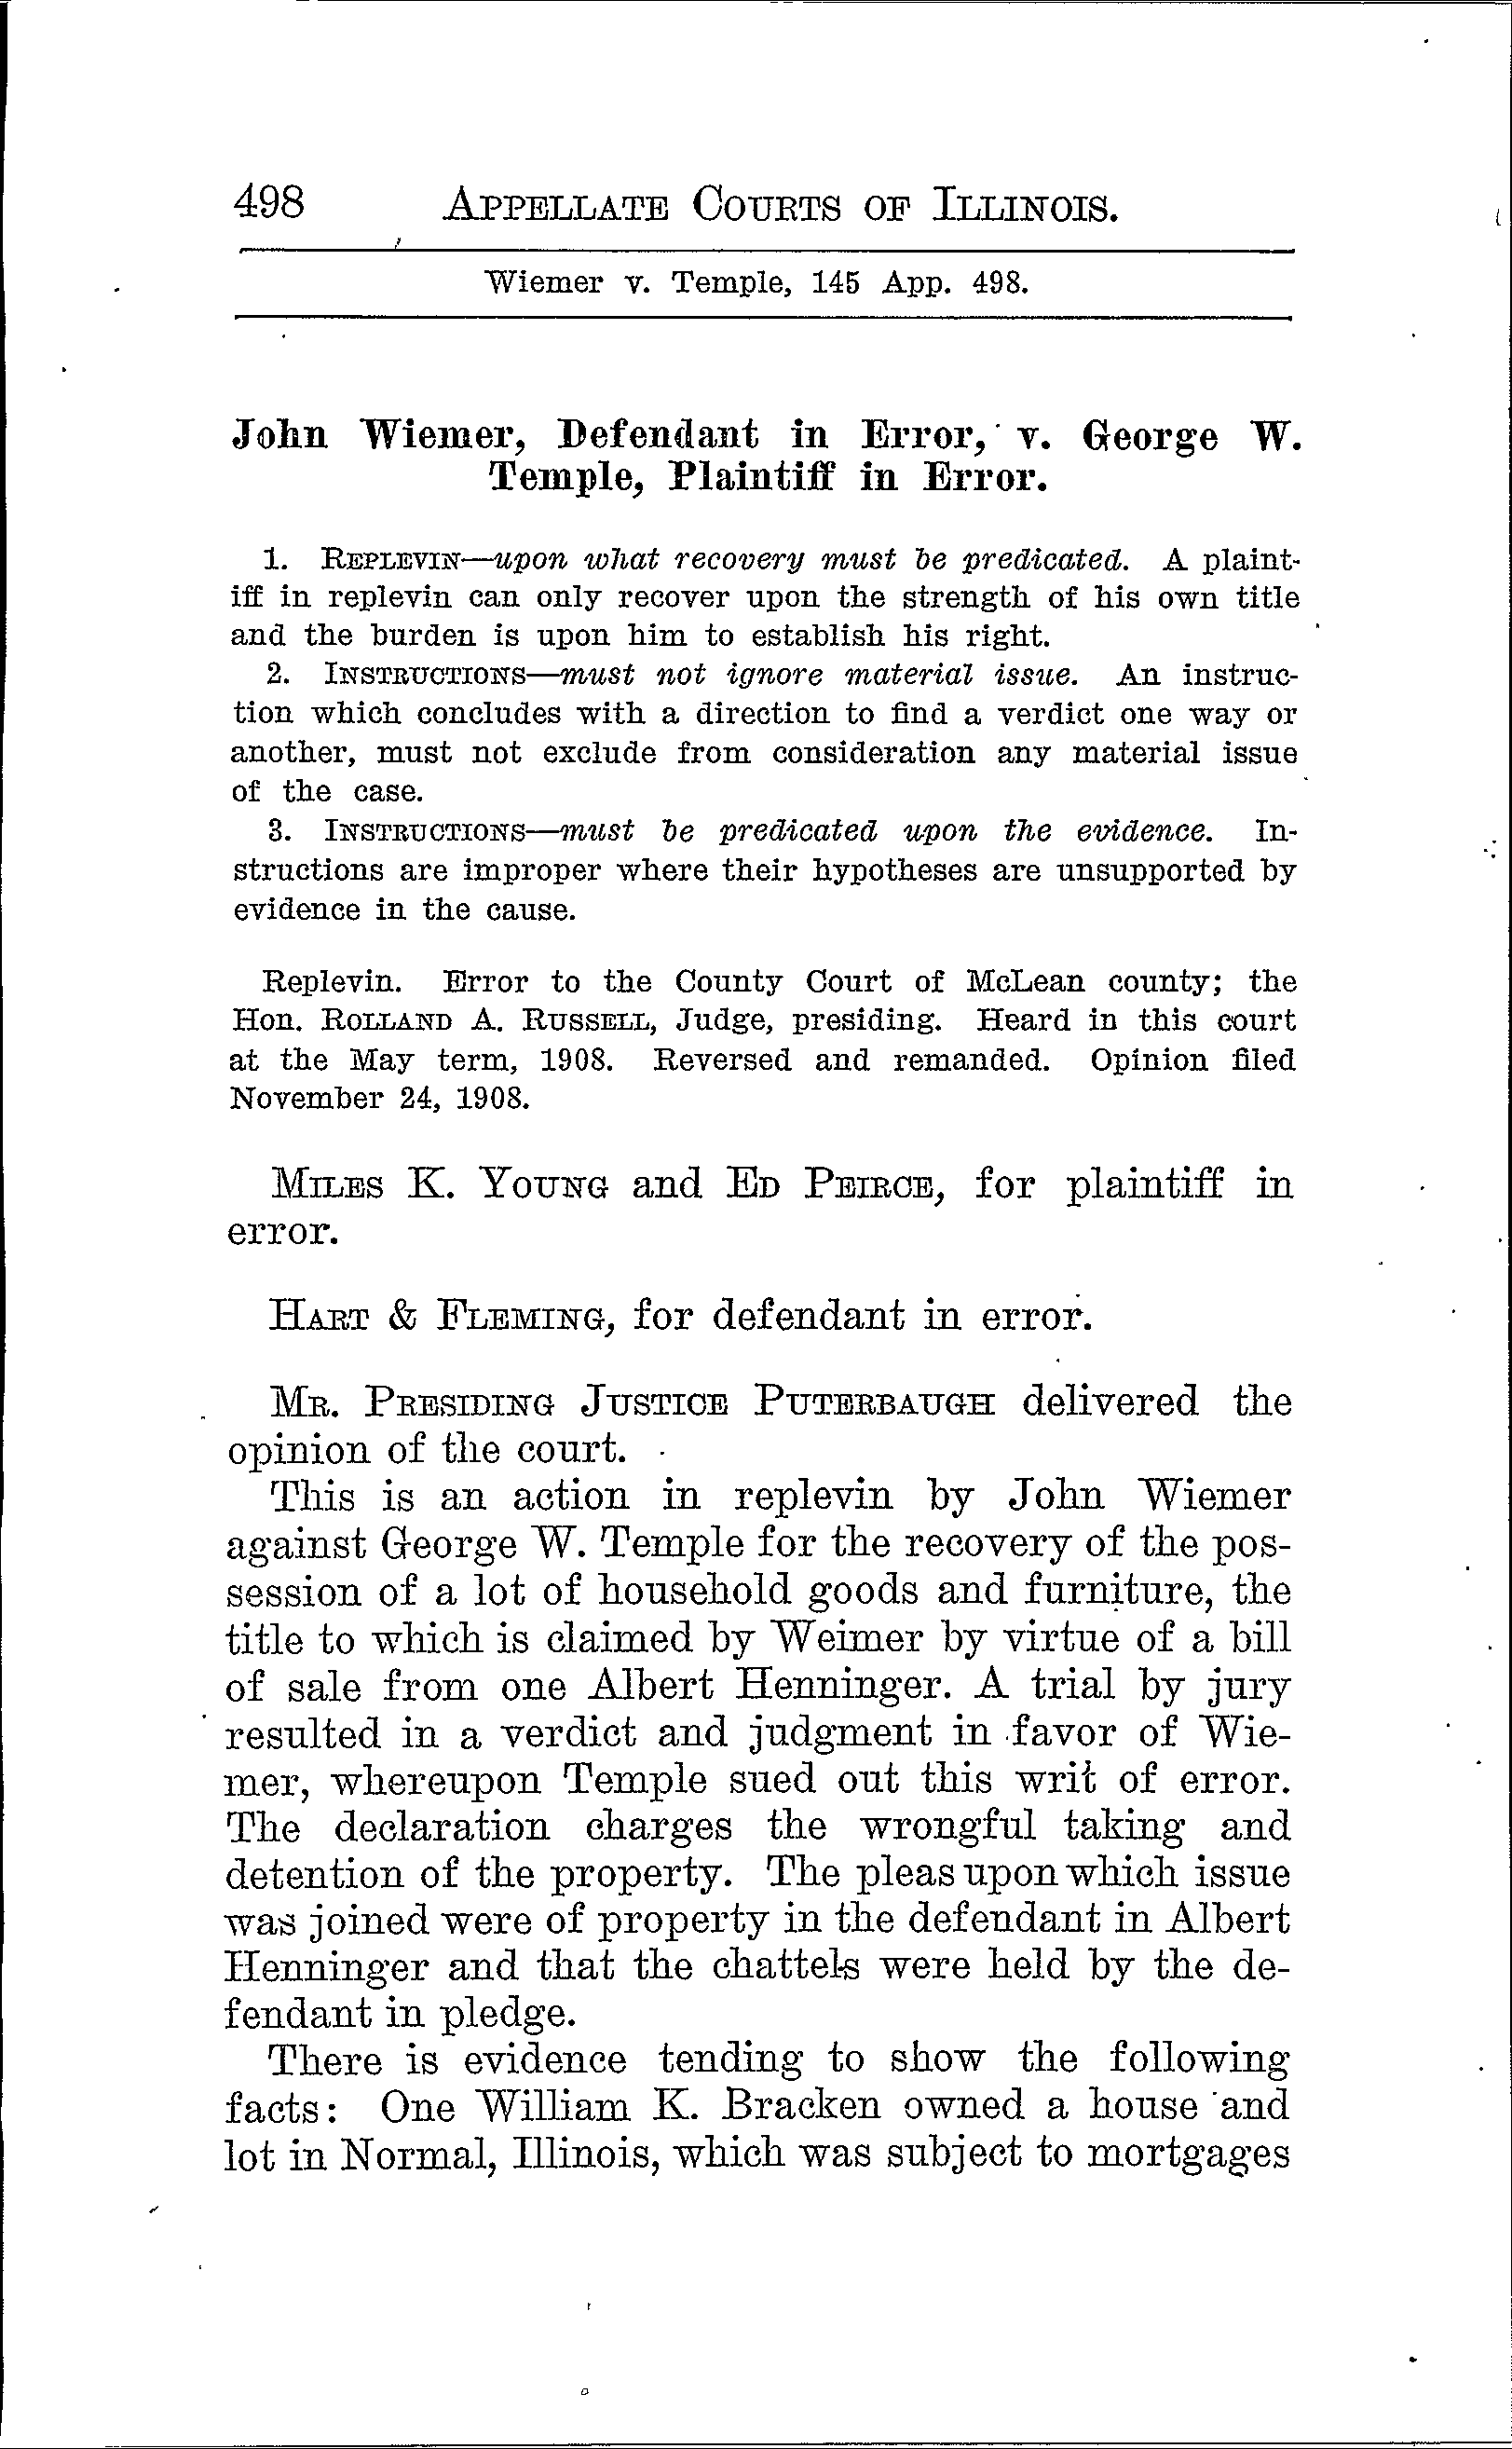 498 APPELLATE COURTS OF ILLINOIS.
Wiemer v. Temple, 145 App. 498.
John Wiemer, Defendant in Error, v. George W.
Temple, Plaintiff in Error.
1. REPLEVIN—upon what recovery must be predicated. A plaint-
iff in replevin can only recover upon the strength of his own title
and the burden is upon him to establish his right.
2. INSTRUCTIONS—must not ignore material issue. An instruc-
tion which concludes with a direction to find a verdict one way or
another, must not exclude from consideration any material issue
of the case.
3. INSTRUCTIONS—must be predicated upon the evidence. In-
structions are improper where their hypotheses are unsupported by
evidence in the cause.
Replevin. Error to the County Court of McLean county; the
Hon. ROLLAND A. RUSSELL, Judge, presiding. Heard in this court
at the May term, 1908. Reversed and remanded. Opinion filed
November 24, 1908.
MILES K. YOUNG and ED PEIRCE, for plaintiff in
error.
HART & FLEMING, for defendant in error.
MR. PRESIDING JUSTICE PUTERBAUGH delivered the
opinion of the court.
This is an action in replevin by John Wiemer
against George W. Temple for the recovery of the pos-
session of a lot of household goods and furniture, the
title to which is claimed by Weimer by virtue of a bill
of sale from one Albert Henninger. A trial by jury
resulted in a verdict and judgment in favor of Wie-
mer, whereupon Temple sued out this writ of error.
The declaration charges the wrongful taking and
detention of the property. The pleas upon which issue
was joined were of property in the defendant in Albert
Henninger and that the chattels were held by the de-
fendant in pledge.
There is evidence tending to show the following
facts: One William K. Bracken owned a house and
lot in Normal, Illinois, which was subject to mortgages